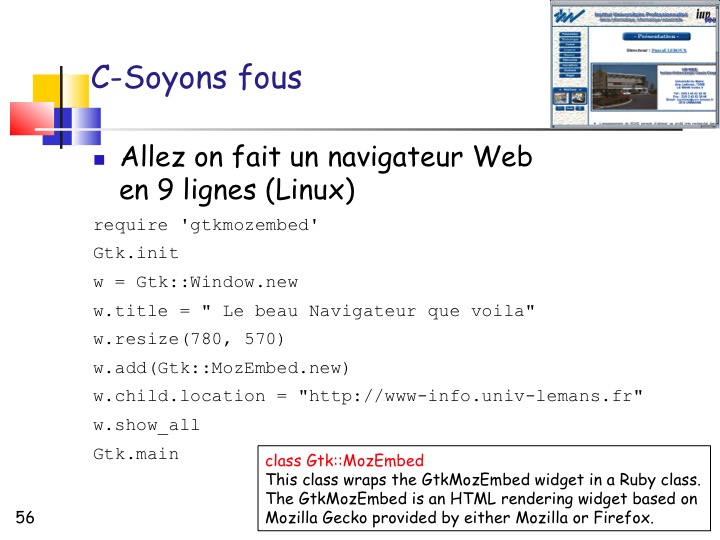 Institut Universitaire Professionnalisé
iup
- Présentation -
Directeur : Pascal LEROUX
C-Soyons fous
Allez on fait un navigateur Web
en 9 lignes (Linux)
require 'gtkmozembed'
Gtk.init
w = Gtk::Window.new
w.title = " Le beau Navigateur que voila"
w.resize(780, 570)
w.add(Gtk::MozEmbed.new)
w.child.location = "http://www-info.univ-lemans.fr"
w.show_all
Gtk.main
class Gtk::MozEmbed
This class wraps the GtkMozEmbed widget in a Ruby class.
The GtkMozEmbed is an HTML rendering widget based on
Mozilla Gecko provided by either Mozilla or Firefox.
56